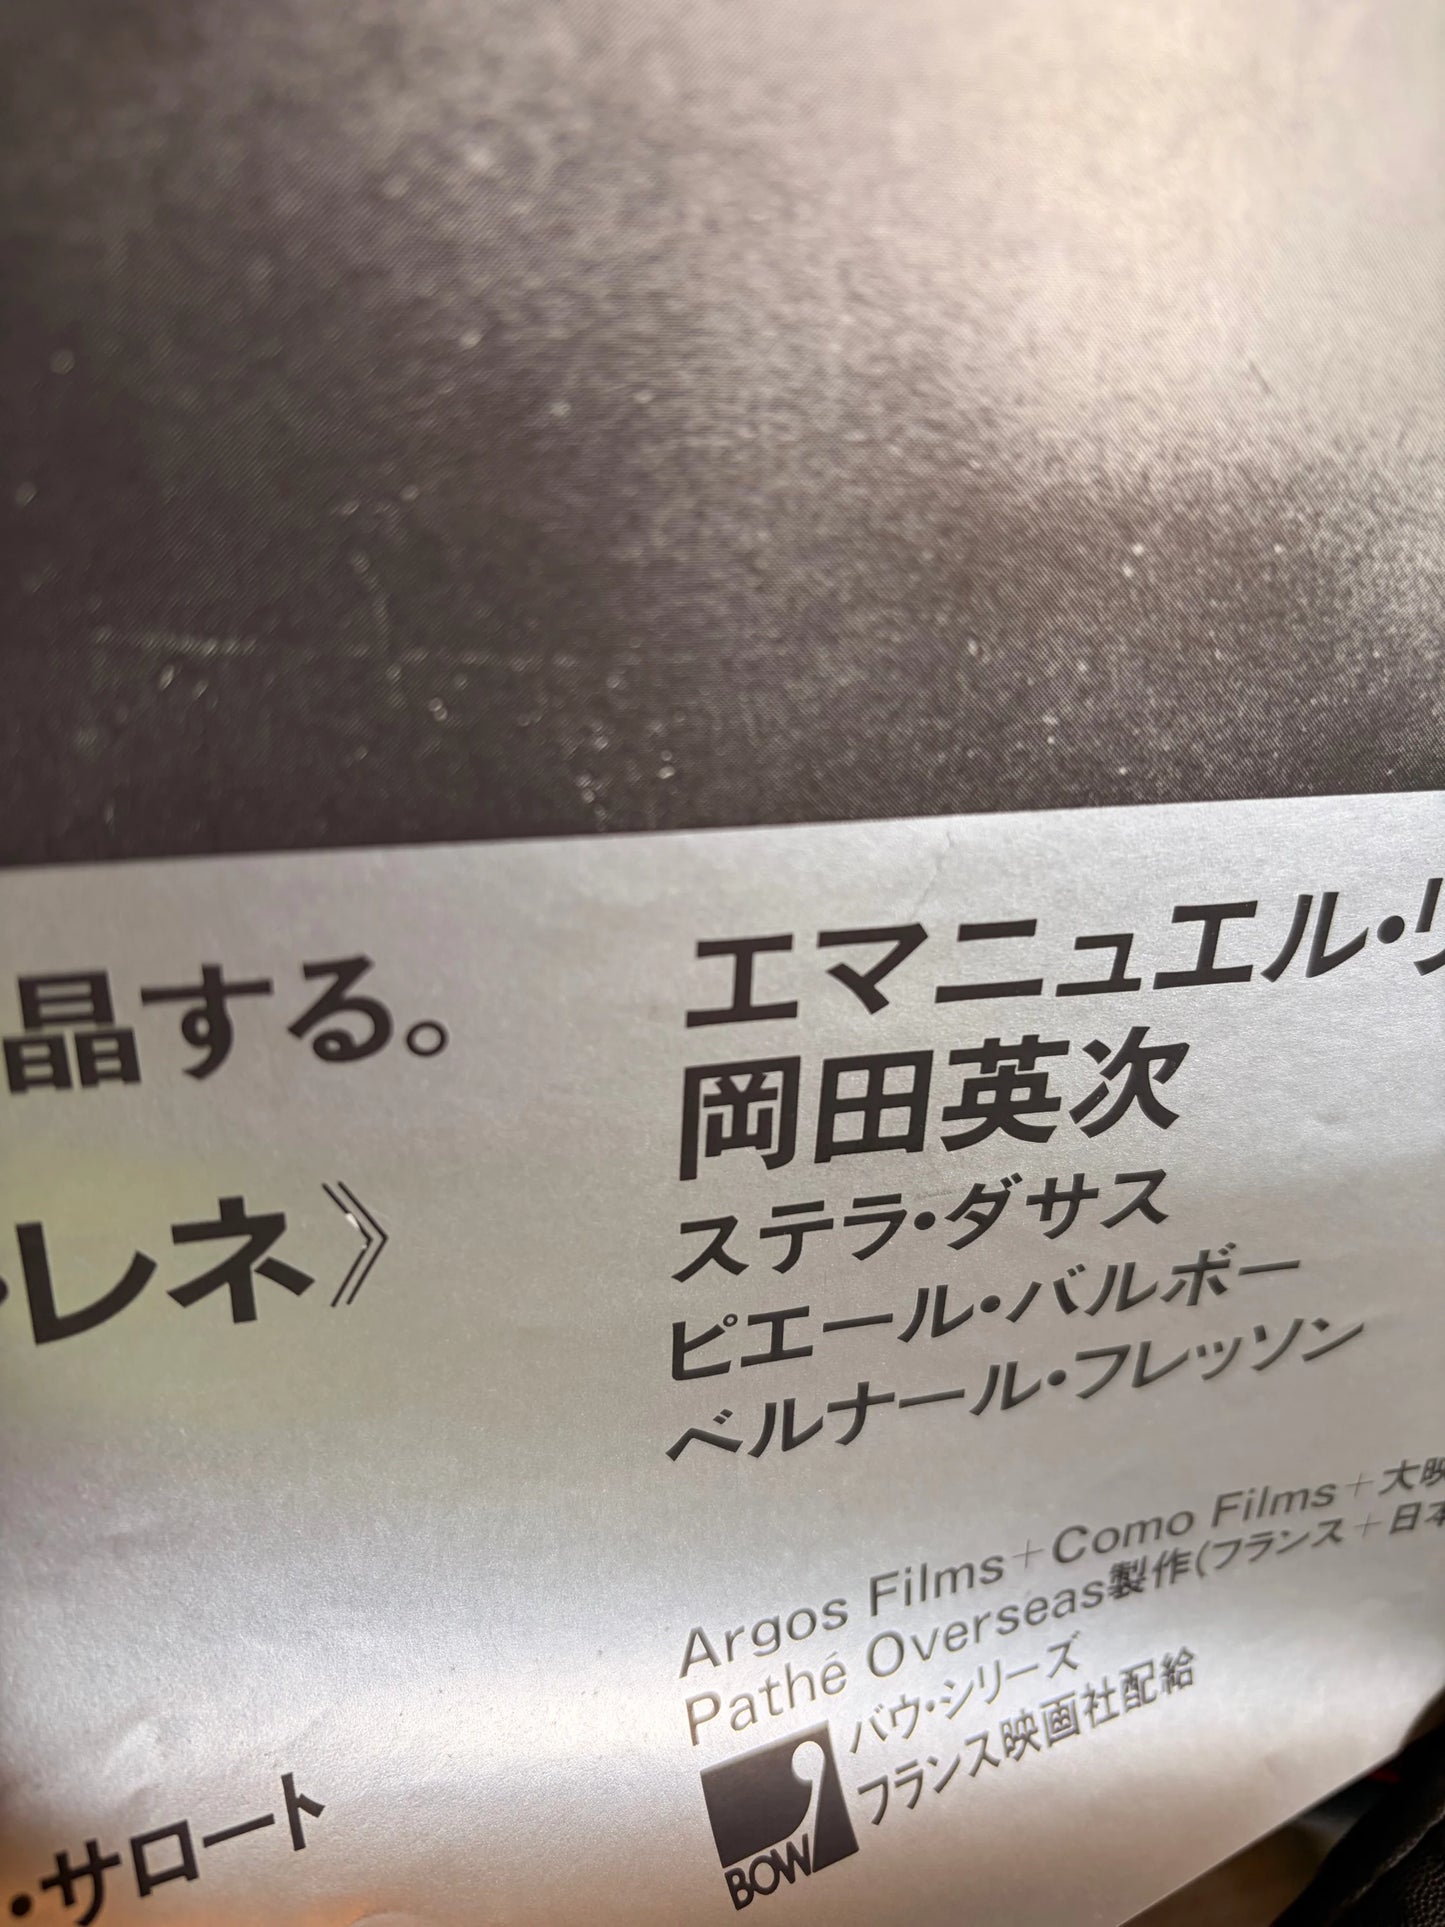 晶する。
・レネ》
・サロート
エマニュエル・リ
岡田英次
ステラ・ダサス
ピエール・バルボー
ベルナール・フレッソン
Argos Films+Como Films+大映
Pathé Overseas製作(フランス+日本
バウ・シリーズ
フランス映画社配給
BOW